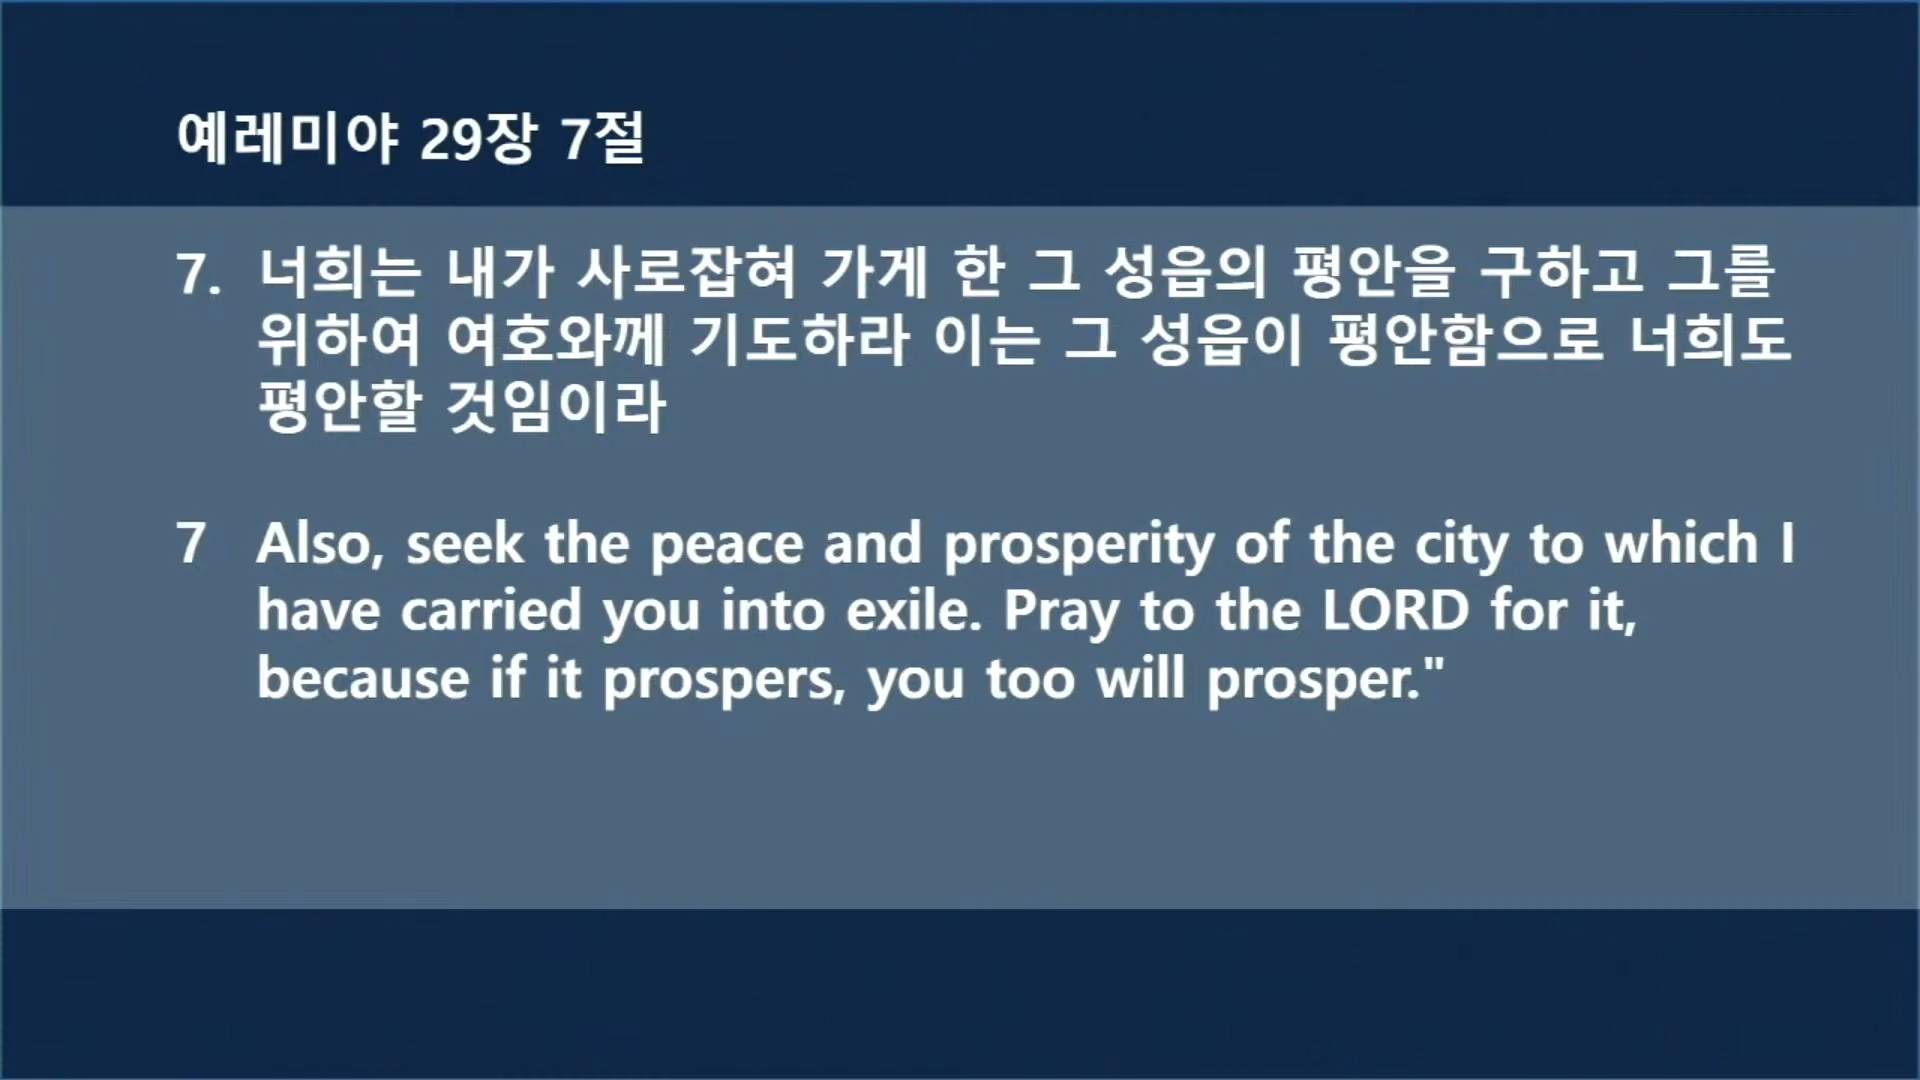 예레미야 29장 7절
7. 너희는 내가 사로잡혀 가게 한 그 성읍의 평안을 구하고 그를
위하여 여호와께 기도하라 이는 그 성읍이 평안함으로 너희도
평안할 것임이라
7 Also, seek the peace and prosperity of the city to which I
have carried you into exile. Pray to the LORD for it,
because if it prospers, you too will prosper."